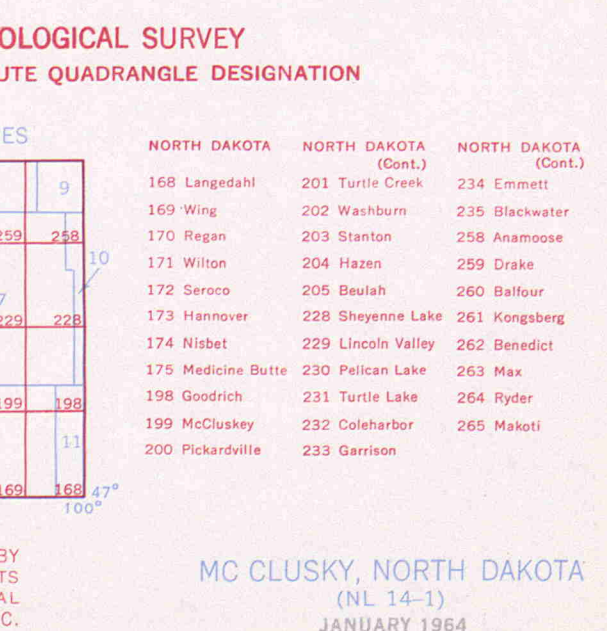 OLOGICAL SURVEY
UTE QUADRANGLE DESIGNATION
ES
9
259 258
10
7
229 228
199 198
11
169 168 47°
100°
NORTH DAKOTA
168 Langedahl
169 Wing
170 Regan
171 Wilton
172 Seroco
173 Hannover
174 Nisbet
175 Medicine Butte
198 Goodrich
199 McCluskey
200 Pickardville
NORTH DAKOTA
(Cont.)
201 Turtle Creek
202 Washburn
203 Stanton
204 Hazen
205 Beulah
228 Sheyenne Lake
229 Lincoln Valley
230 Pelican Lake
231 Turtle Lake
232 Coleharbor
233 Garrison
NORTH DAKOTA
(Cont.)
234 Emmett
235 Blackwater
258 Anamoose
259 Drake
260 Balfour
261 Kongsberg
262 Benedict
263 Max
264 Ryder
265 Makoti
BY
TS
AL
C.
MC CLUSKY, NORTH DAKOTA
(NL 14-1)
JANUARY 1964